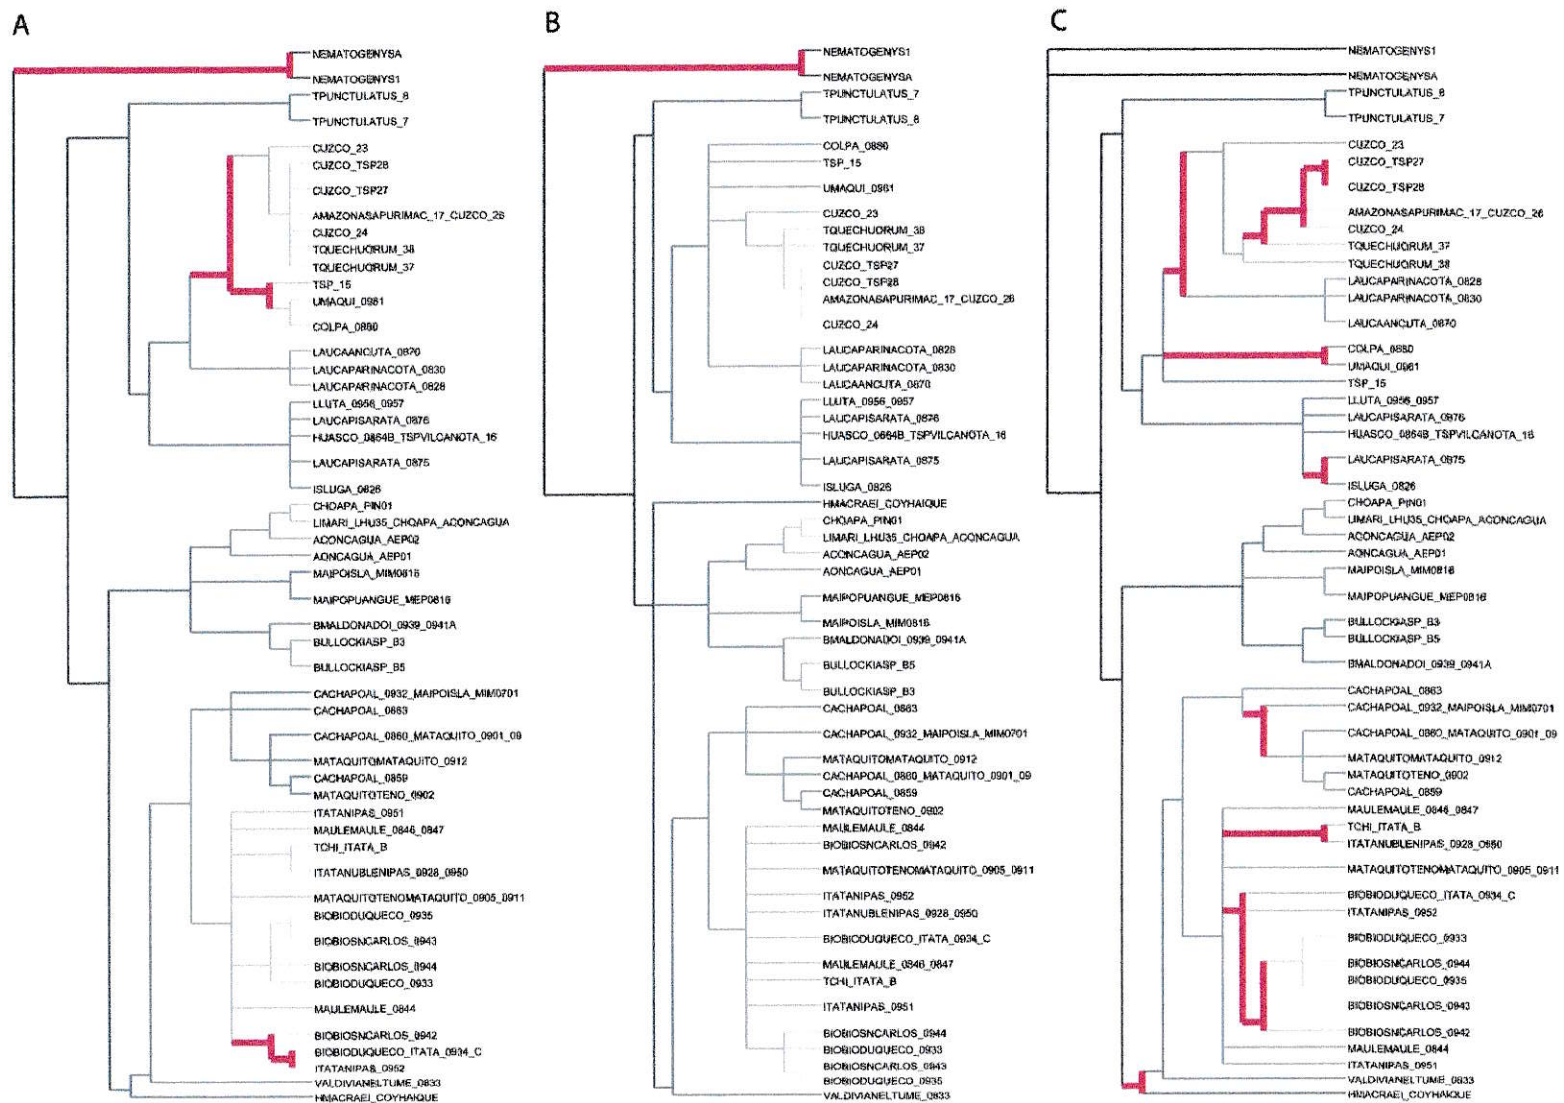 A
NEMATOGENYSA
NEMATOGENYS1
TPUNCTULATUS_8
TPUNCTULATUS_7
CUZCO_23
CUZCO_TSP28
CUZCO_TSP27
AMAZONASAPURIMAC_17_CUZCO_26
CUZCO_24
TQUECHUORUM_38
TQUECHUORUM_37
TSP_15
UMAQUI_0981
COLPA_0880
LAUCAANCUTA_0870
LAUCAPARINACOTA_0830
LAUCAPARINACOTA_0828
LLUTA_0956_0957
LAUCAPISARATA_0876
HUASCO_0864B_TSPVILCANOTA_16
LAUCAPISARATA_0875
ISLUGA_0826
CHOAPA_PIN01
LIMARI_LHU35_CHOAPA_ACONCAGUA
ACONCAGUA_AEP02
AONCAGUA_AEP01
MAIPOISLA_MIM0816
MAIPOPUANGUE_MEP0816
BMALDONADOI_0939_0941A
BULLOCKIASP_B3
BULLOCKIASP_B5
CACHAPOAL_0932_MAIPOISLA_MIM0701
CACHAPOAL_0863
CACHAPOAL_0860_MATAQUITO_0901_09
MATAQUITOMATAQUITO_0912
CACHAPOAL_0859
MATAQUITOTENO_0902
ITATANIPAS_0951
MAULEMAULE_0846_0847
TCHI_ITATA_B
ITATANUBLENIPAS_0928_0950
MATAQUITOTENOMATAQUITO_0905_0911
BIOBIODUQUECO_0935
BIOBIOSNCARLOS_0943
BIOBIOSNCARLOS_0944
BIOBIODUQUECO_0933
MAULEMAULE_0844
BIOBIOSNCARLOS_0942
BIOBIODUQUECO_ITATA_0934_C
ITATANIPAS_0952
VALDIVIANELTUME_0833
HMACRAEI_COYHAIQUE
B
NEMATOGENYS1
NEMATOGENYSA
TPUNCTULATUS_7
TPUNCTULATUS_8
COLPA_0880
TSP_15
UMAQUI_0981
CUZCO_23
TQUECHUORUM_38
TQUECHUORUM_37
CUZCO_TSP27
CUZCO_TSP28
AMAZONASAPURIMAC_17_CUZCO_26
CUZCO_24
LAUCAPARINACOTA_0828
LAUCAPARINACOTA_0830
LAUCAANCUTA_0870
LLUTA_0956_0957
LAUCAPISARATA_0876
HUASCO_0864B_TSPVILCANOTA_16
LAUCAPISARATA_0875
ISLUGA_0826
HMACRAEI_COYHAIQUE
CHOAPA_PIN01
LIMARI_LHU35_CHOAPA_ACONCAGUA
ACONCAGUA_AEP02
AONCAGUA_AEP01
MAIPOPUANGUE_MEP0816
MAIPOISLA_MIM0816
BMALDONADOI_0939_0941A
BULLOCKIASP_B5
BULLOCKIASP_B3
CACHAPOAL_0863
CACHAPOAL_0932_MAIPOISLA_MIM0701
MATAQUITOMATAQUITO_0912
CACHAPOAL_0860_MATAQUITO_0901_09
CACHAPOAL_0859
MATAQUITOTENO_0902
MAULEMAULE_0844
BIOBIOSNCARLOS_0942
MATAQUITOTENOMATAQUITO_0905_0911
ITATANIPAS_0952
ITATANUBLENIPAS_0928_0950
BIOBIODUQUECO_ITATA_0934_C
MAULEMAULE_0846_0847
TCHI_ITATA_B
ITATANIPAS_0951
BIOBIOSNCARLOS_0944
BIOBIODUQUECO_0933
BIOBIOSNCARLOS_0943
BIOBIODUQUECO_0935
VALDIVIANELTUME_0833
C
NEMATOGENYS1
NEMATOGENYSA
TPUNCTULATUS_8
TPUNCTULATUS_7
CUZCO_23
CUZCO_TSP27
CUZCO_TSP28
AMAZONASAPURIMAC_17_CUZCO_26
CUZCO_24
TQUECHUORUM_37
TQUECHUORUM_38
LAUCAPARINACOTA_0828
LAUCAPARINACOTA_0830
LAUCAANCUTA_0870
COLPA_0880
UMAQUI_0981
TSP_15
LLUTA_0956_0957
LAUCAPISARATA_0876
HUASCO_0864B_TSPVILCANOTA_16
LAUCAPISARATA_0875
ISLUGA_0826
CHOAPA_PIN01
LIMARI_LHU35_CHOAPA_ACONCAGUA
ACONCAGUA_AEP02
AONCAGUA_AEP01
MAIPOISLA_MIM0816
MAIPOPUANGUE_MEP0816
BULLOCKIASP_B3
BULLOCKIASP_B5
BMALDONADOI_0939_0941A
CACHAPOAL_0863
CACHAPOAL_0932_MAIPOISLA_MIM0701
CACHAPOAL_0860_MATAQUITO_0901_09
MATAQUITOMATAQUITO_0912
MATAQUITOTENO_0902
CACHAPOAL_0859
MAULEMAULE_0846_0847
TCHI_ITATA_B
ITATANUBLENIPAS_0928_0950
MATAQUITOTENOMATAQUITO_0905_0911
BIOBIODUQUECO_ITATA_0934_C
ITATANIPAS_0952
BIOBIODUQUECO_0933
BIOBIOSNCARLOS_0944
BIOBIODUQUECO_0935
BIOBIOSNCARLOS_0943
BIOBIOSNCARLOS_0942
MAULEMAULE_0844
ITATANIPAS_0951
VALDIVIANELTUME_0833
HMACRAEI_COYHAIQUE